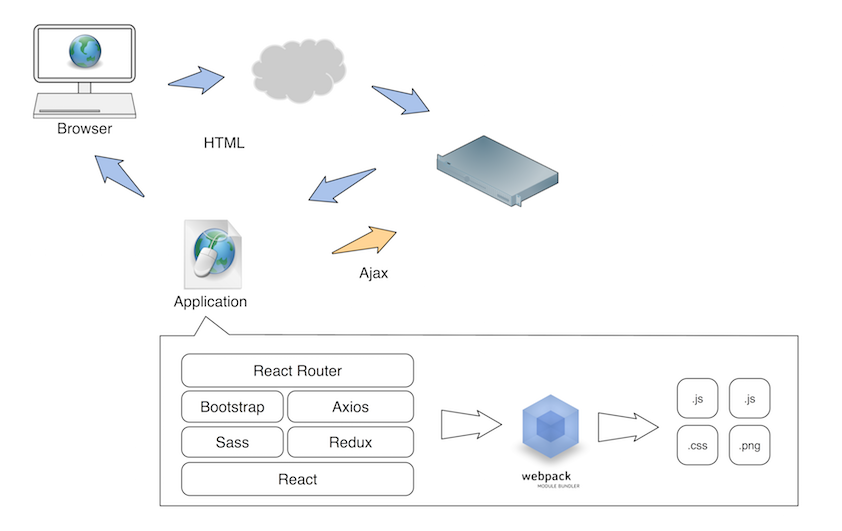 Browser
HTML
Ajax
Application
React Router
Bootstrap
Axios
Sass
Redux
React
webpack
MODULE BUNDLER
.js
.js
.css
.png